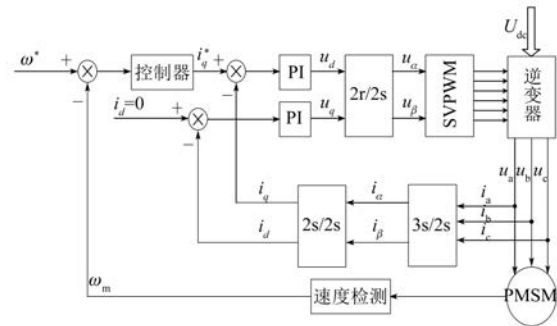 U_dc
ω* + − 控制器 i_q* + − PI u_d 2r/2s u_α SVPWM 逆变器
i_d=0 + − PI u_q u_β
u_a u_b u_c
i_q 2s/2s i_α 3s/2s i_a
i_b
i_d i_β i_c
ω_m 速度检测 PMSM